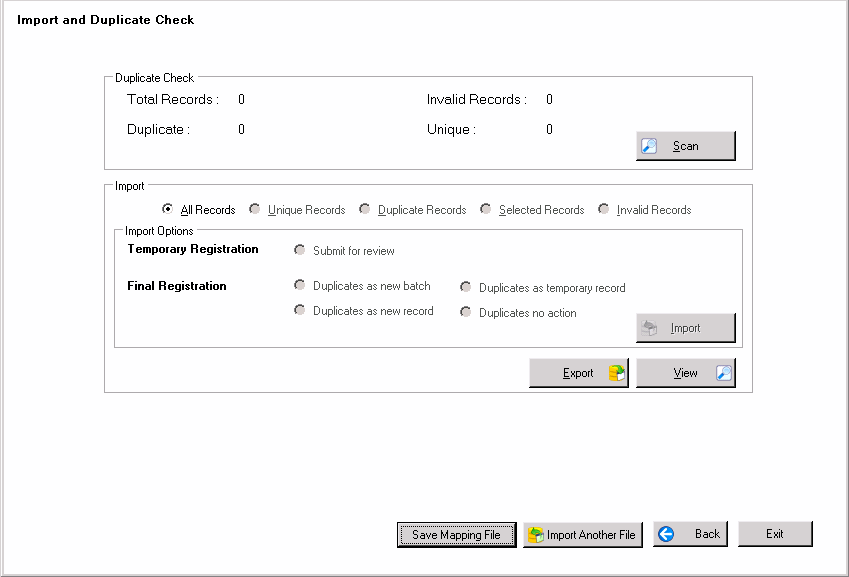 Import and Duplicate Check
Duplicate Check
Total Records : 0 Invalid Records : 0
Duplicate : 0 Unique : 0
Scan
Import
All Records Unique Records Duplicate Records Selected Records Invalid Records
Import Options
Temporary Registration Submit for review
Final Registration Duplicates as new batch Duplicates as temporary record
Duplicates as new record Duplicates no action
Import
Export View
Save Mapping File Import Another File Back Exit